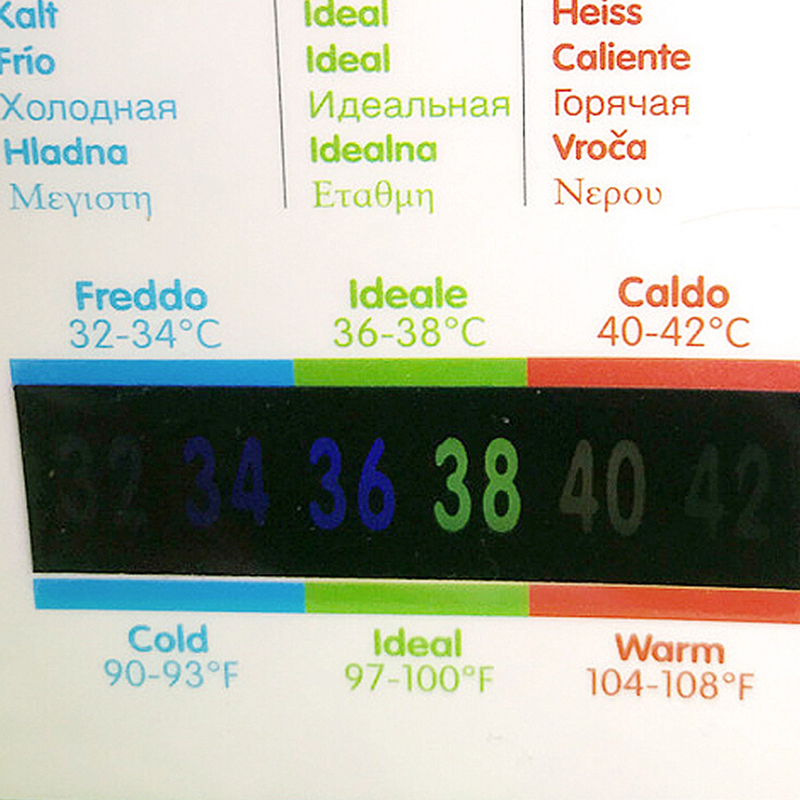 Kalt Ideal Heiss
Frío Ideal Caliente
Холодная Идеальная Горячая
Hladna Idealna Vroča
Μεγιστη Εταθμη Νερου
Freddo Ideale Caldo
32-34°C 36-38°C 40-42°C
32 34 36 38 40 42
Cold Ideal Warm
90-93°F 97-100°F 104-108°F